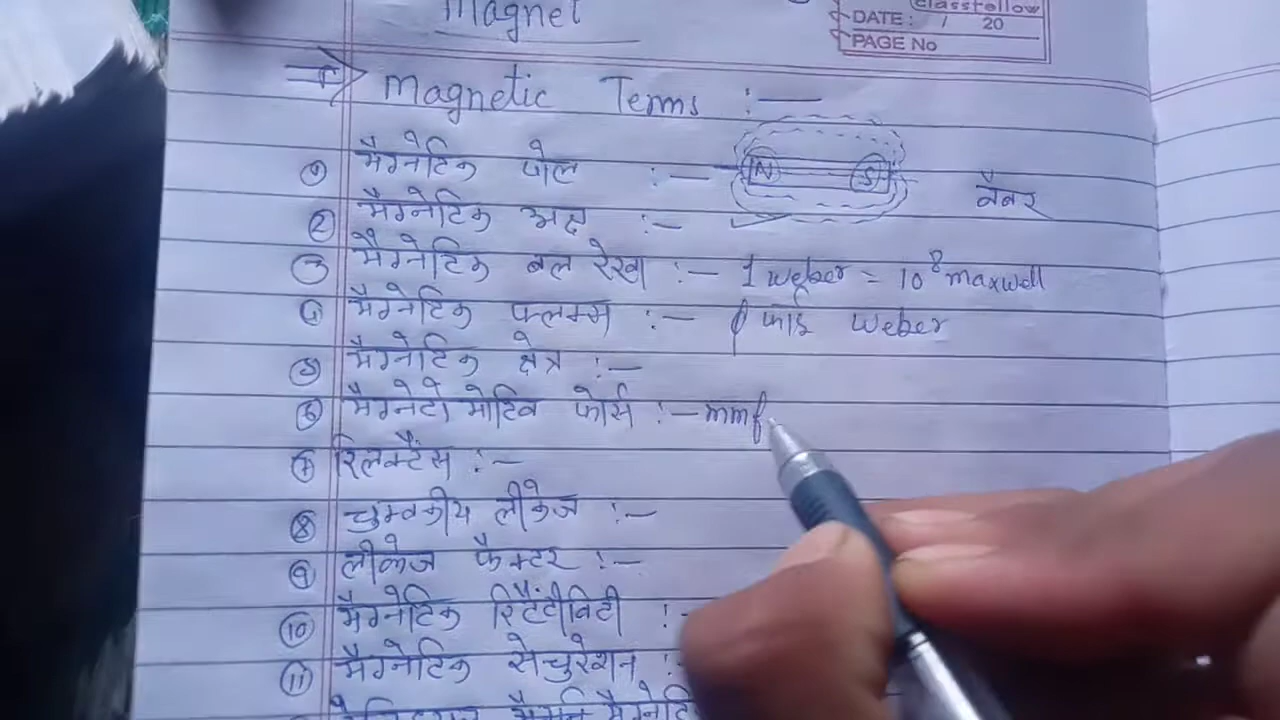 classfellow
DATE: / 20
PAGE No
Magnet
⇒ Magnetic Terms :—
① मैग्नेटिक पोल :— N S
② मैग्नेटिक अक्ष :— वैबर
③ मैग्नेटिक बल रेखा :— 1 weber = 10⁸ maxwell
④ मैग्नेटिक फ्लक्स :— ϕ फाई weber
⑤ मैग्नेटिक क्षेत्र :—
⑥ मैग्नेटो मोटिव फोर्स :— mmf
⑦ रिलक्टैंस :—
⑧ चुम्बकीय लीकेज :—
⑨ लीकेज फैक्टर :—
⑩ मैग्नेटिक रिटैंटीविटी :-
⑪ मैग्नेटिक सेचुरेशन :-